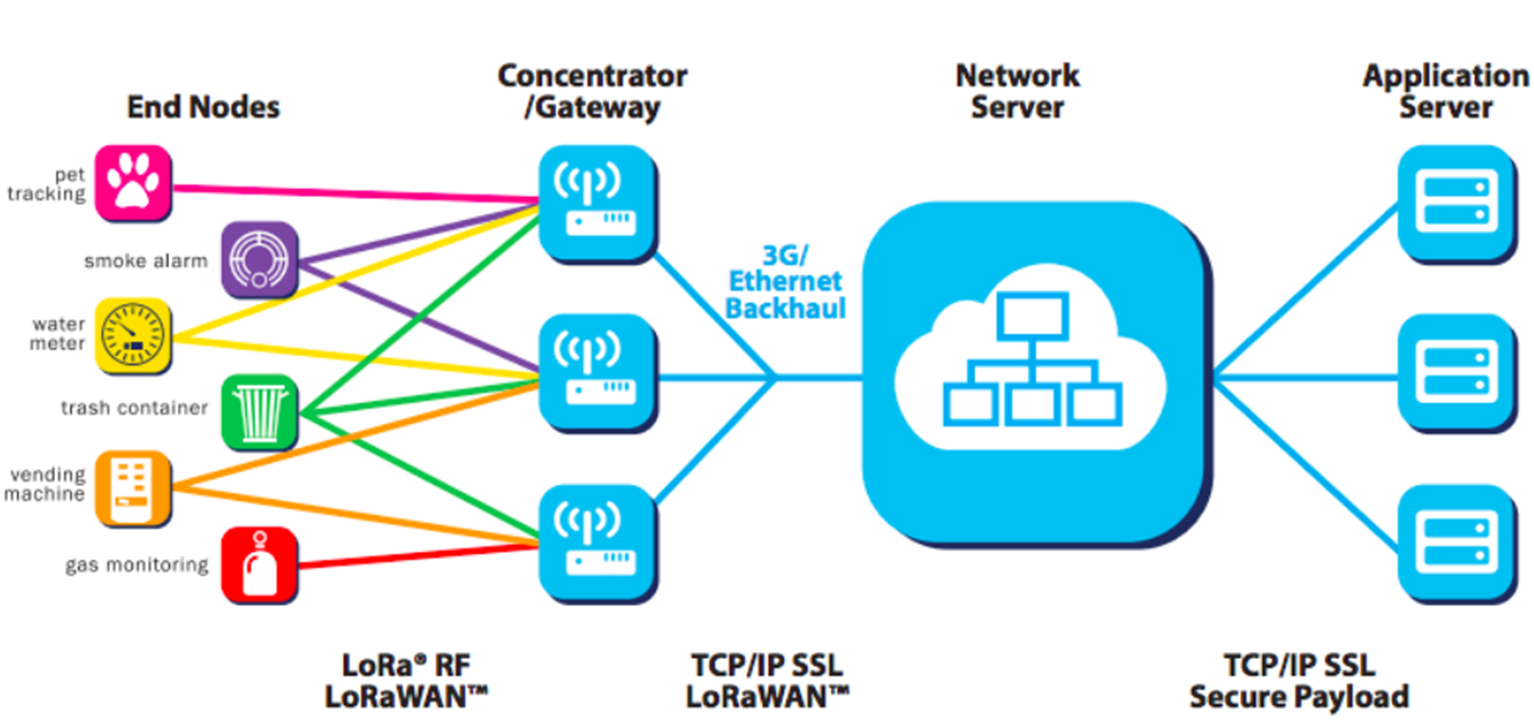 End Nodes
Concentrator
/Gateway
Network
Server
Application
Server
pet
tracking
smoke alarm
water
meter
trash container
vending
machine
gas monitoring
3G/
Ethernet
Backhaul
LoRa® RF
LoRaWAN™
TCP/IP SSL
LoRaWAN™
TCP/IP SSL
Secure Payload